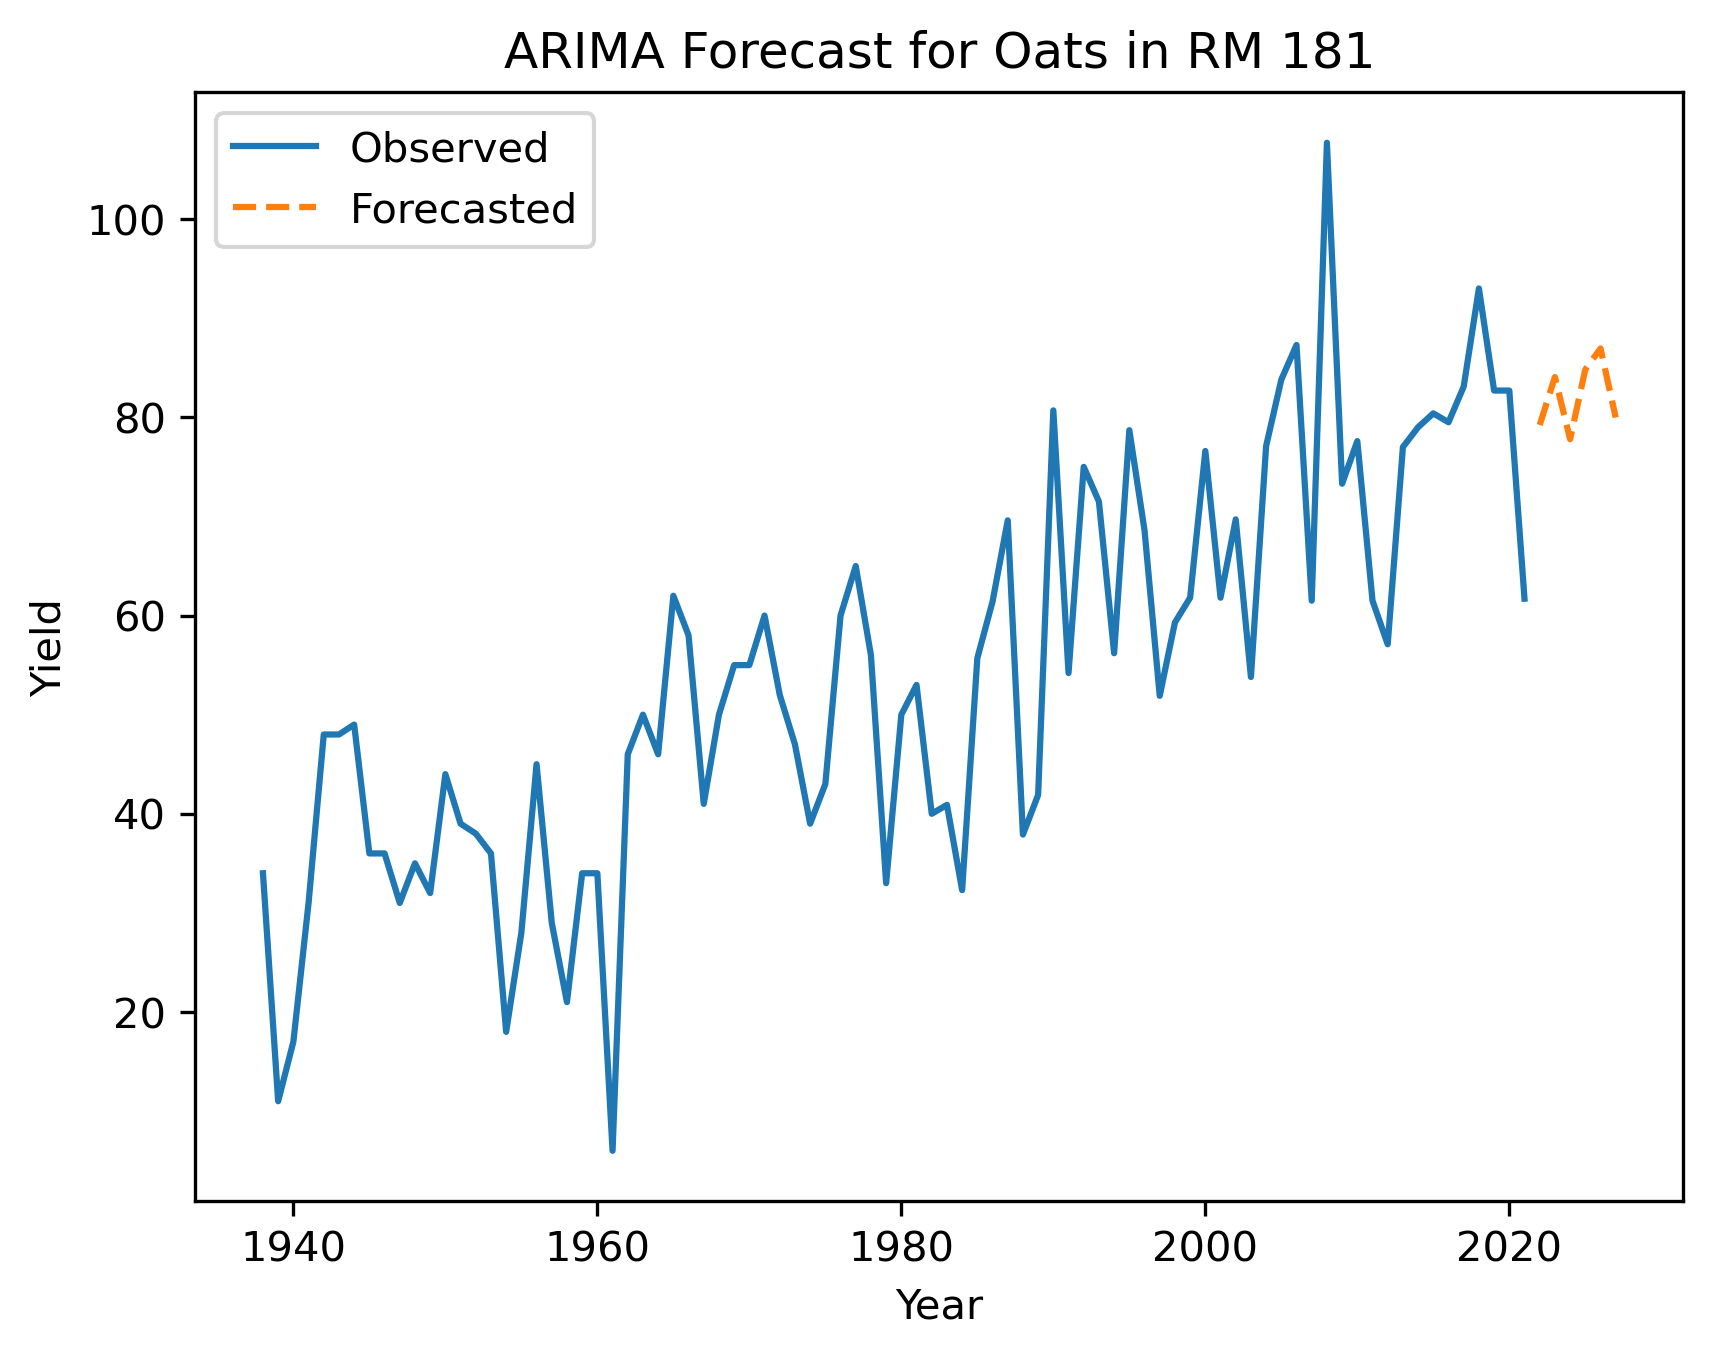 ARIMA Forecast for Oats in RM 181
Observed
Forecasted
100
80
60
40
20
Yield
1940 1960 1980 2000 2020
Year